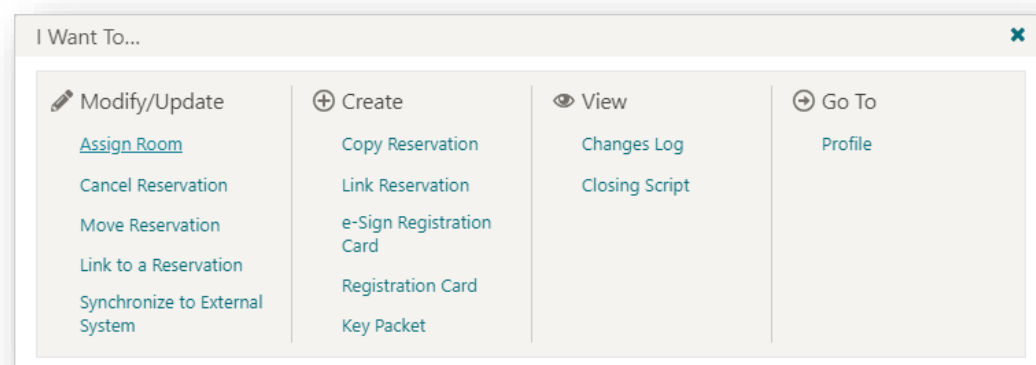 I Want To...
Modify/Update
Assign Room
Cancel Reservation
Move Reservation
Link to a Reservation
Synchronize to External
System
Create
Copy Reservation
Link Reservation
e-Sign Registration
Card
Registration Card
Key Packet
View
Changes Log
Closing Script
Go To
Profile